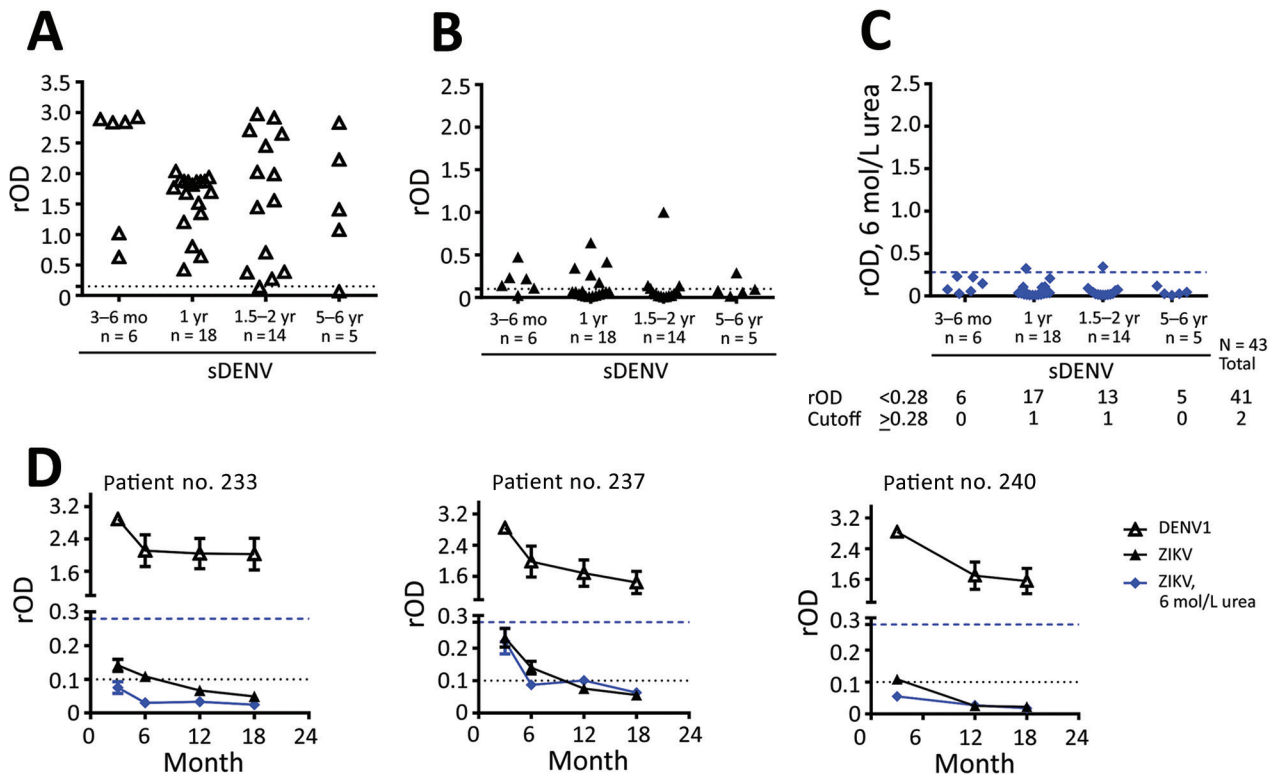 A
3.5
3.0
2.5
2.0
1.5
1.0
0.5
0
rOD
3–6 mo 1 yr 1.5–2 yr 5–6 yr
n = 6 n = 18 n =14 n = 5
sDENV
B
2.5
2.0
1.5
1.0
0.5
0
rOD
3–6 mo 1 yr 1.5–2 yr 5–6 yr
n = 6 n = 18 n =14 n = 5
sDENV
C
2.5
2.0
1.5
1.0
0.5
0
rOD, 6 mol/L urea
3–6 mo 1 yr 1.5–2 yr 5–6 yr
n = 6 n = 18 n =14 n = 5
N = 43
Total
sDENV
rOD <0.28 6 17 13 5 41
Cutoff ≥0.28 0 1 1 0 2
D
Patient no. 233
3.2
2.4
1.6
0.3
0.2
0.1
0
rOD
0 6 12 18 24
Month
Patient no. 237
3.2
2.4
1.6
0.3
0.2
0.1
0
rOD
0 6 12 18 24
Month
Patient no. 240
3.2
2.4
1.6
0.3
0.2
0.1
0
rOD
0 6 12 18 24
Month
DENV1
ZIKV
ZIKV,
6 mol/L urea